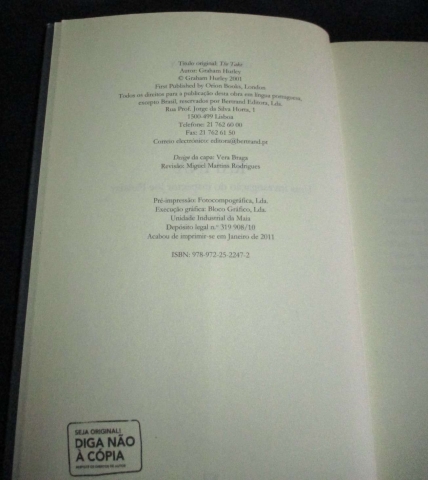 Título original: The Take
Autor: Graham Hurley
© Graham Hurley 2001
First Published by Orion Books, London
Todos os direitos para a publicação desta obra em língua portuguesa,
excepto Brasil, reservados por Bertrand Editora, Lda.
Rua Prof. Jorge da Silva Horta, 1
1500-499 Lisboa
Telefone: 21 762 60 00
Fax: 21 762 61 50
Correio electrónico: editora@bertrand.pt
Design da capa: Vera Braga
Revisão: Miguel Martins Rodrigues
Pré-impressão: Fotocompográfica, Lda.
Execução gráfica: Bloco Gráfico, Lda.
Unidade Industrial da Maia
Depósito legal n.º 319 908/10
Acabou de imprimir-se em Janeiro de 2011
ISBN: 978-972-25-2247-2
SEJA ORIGINAL!
DIGA NÃO
À CÓPIA